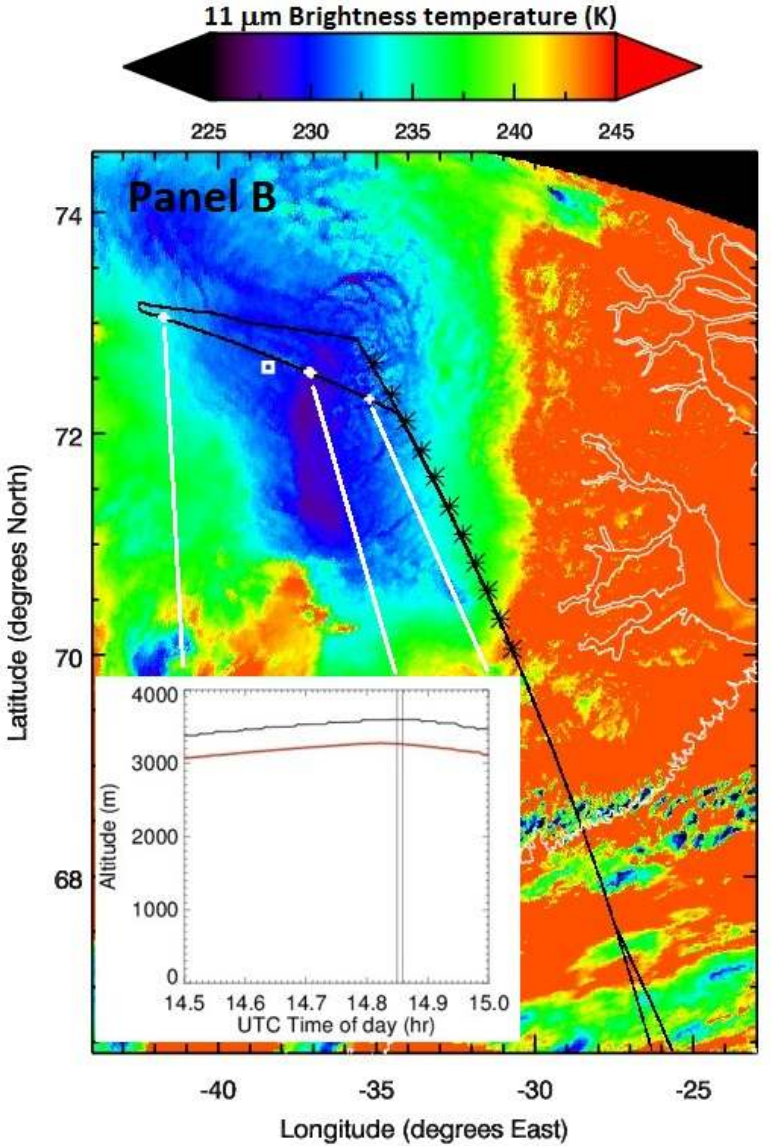 11 μm Brightness temperature (K)
225 230 235 240 245
Panel B
74
72
70
68
Latitude (degrees North)
4000
3000
2000
1000
0
Altitude (m)
14.5 14.6 14.7 14.8 14.9 15.0
UTC Time of day (hr)
-40 -35 -30 -25
Longitude (degrees East)